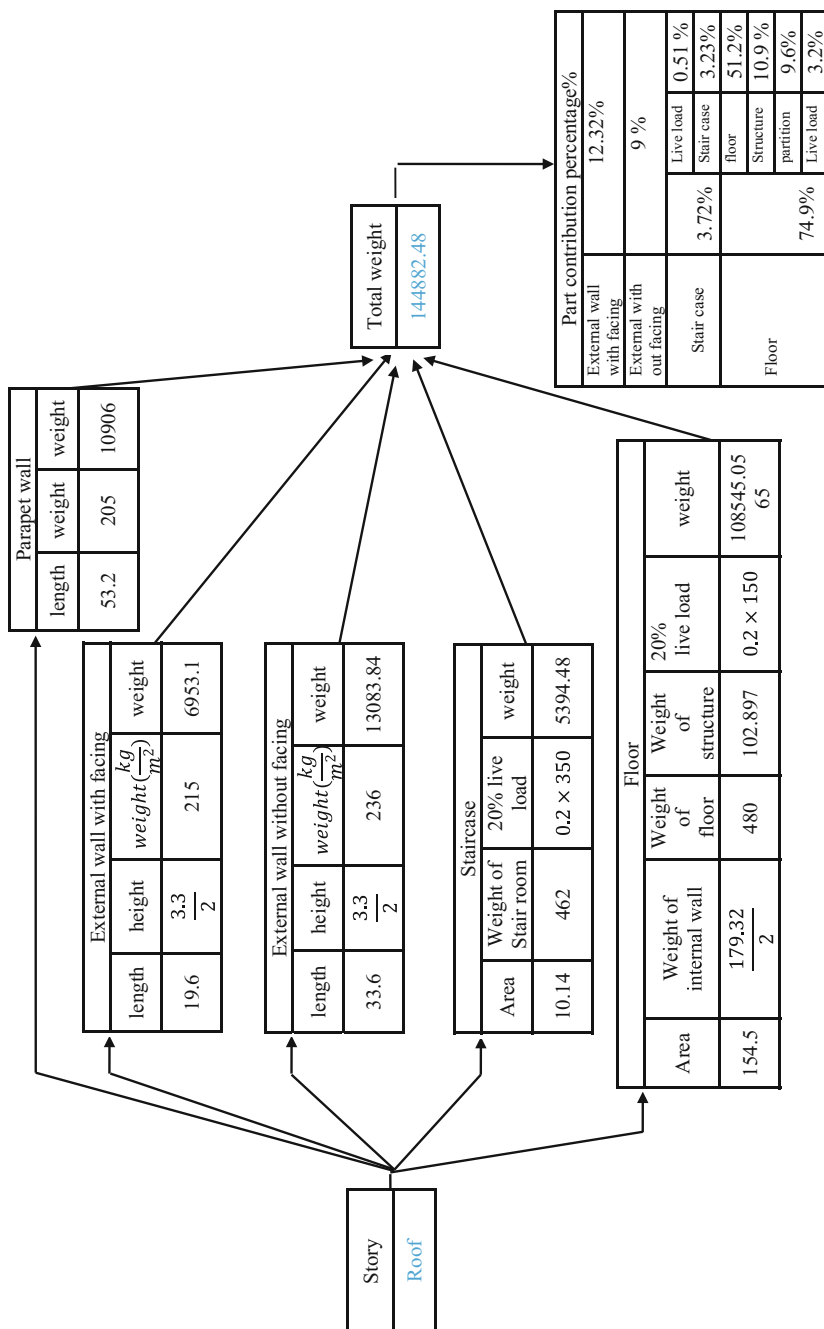 Story
Roof
Parapet wall
length weight weight
53.2 205 10906
External wall with facing
length height weight(kg/m²) weight
19.6 3.3/2 215 6953.1
External wall without facing
length height weight(kg/m²) weight
33.6 3.3/2 236 13083.84
Staircase
Area Weight of Stair room 20% live load weight
10.14 462 0.2 × 350 5394.48
Floor
Area Weight of internal wall Weight of floor Weight of structure 20% live load weight
154.5 179.32/2 480 102.897 0.2 × 150 108545.05 65
Total weight
144882.48
Part contribution percentage%
External wall with facing 12.32%
External with out facing 9 %
Stair case 3.72% Live load 0.51 %
Stair case 3.23%
Floor 74.9% floor 51.2%
Structure 10.9 %
partition 9.6%
Live load 3.2%